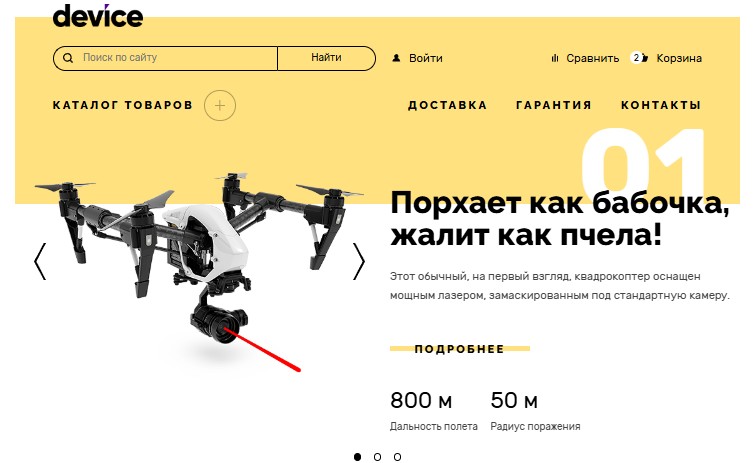 device
Поиск по сайту
Найти
Войти
Сравнить
2
Корзина
КАТАЛОГ ТОВАРОВ
ДОСТАВКА
ГАРАНТИЯ
КОНТАКТЫ
01
Порхает как бабочка,
жалит как пчела!
Этот обычный, на первый взгляд, квадрокоптер оснащен
мощным лазером, замаскированным под стандартную камеру.
ПОДРОБНЕЕ
800 м
50 м
Дальность полета
Радиус поражения